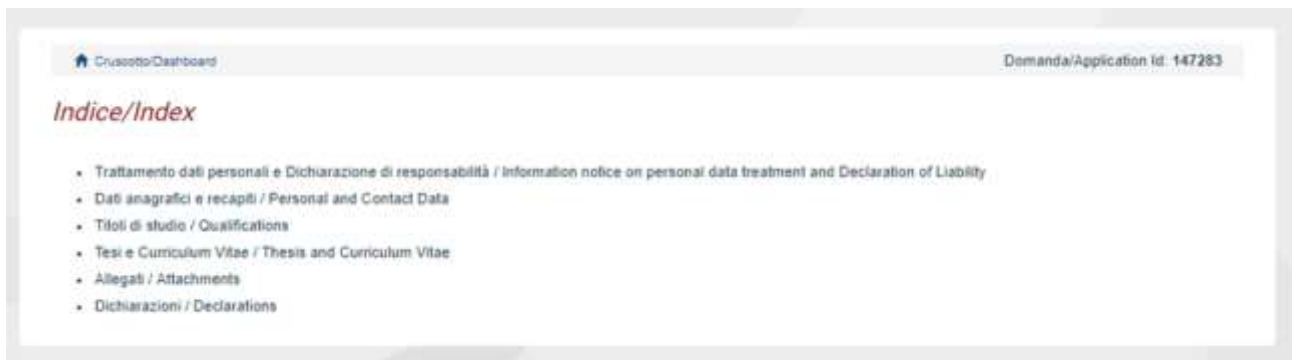 Cruscotto/Dashboard
Domanda/Application Id: 147283
Indice/Index
• Trattamento dati personali e Dichiarazione di responsabilità / Information notice on personal data treatment and Declaration of Liability
• Dati anagrafici e recapiti / Personal and Contact Data
• Titoli di studio / Qualifications
• Tesi e Curriculum Vitae / Thesis and Curriculum Vitae
• Allegati / Attachments
• Dichiarazioni / Declarations